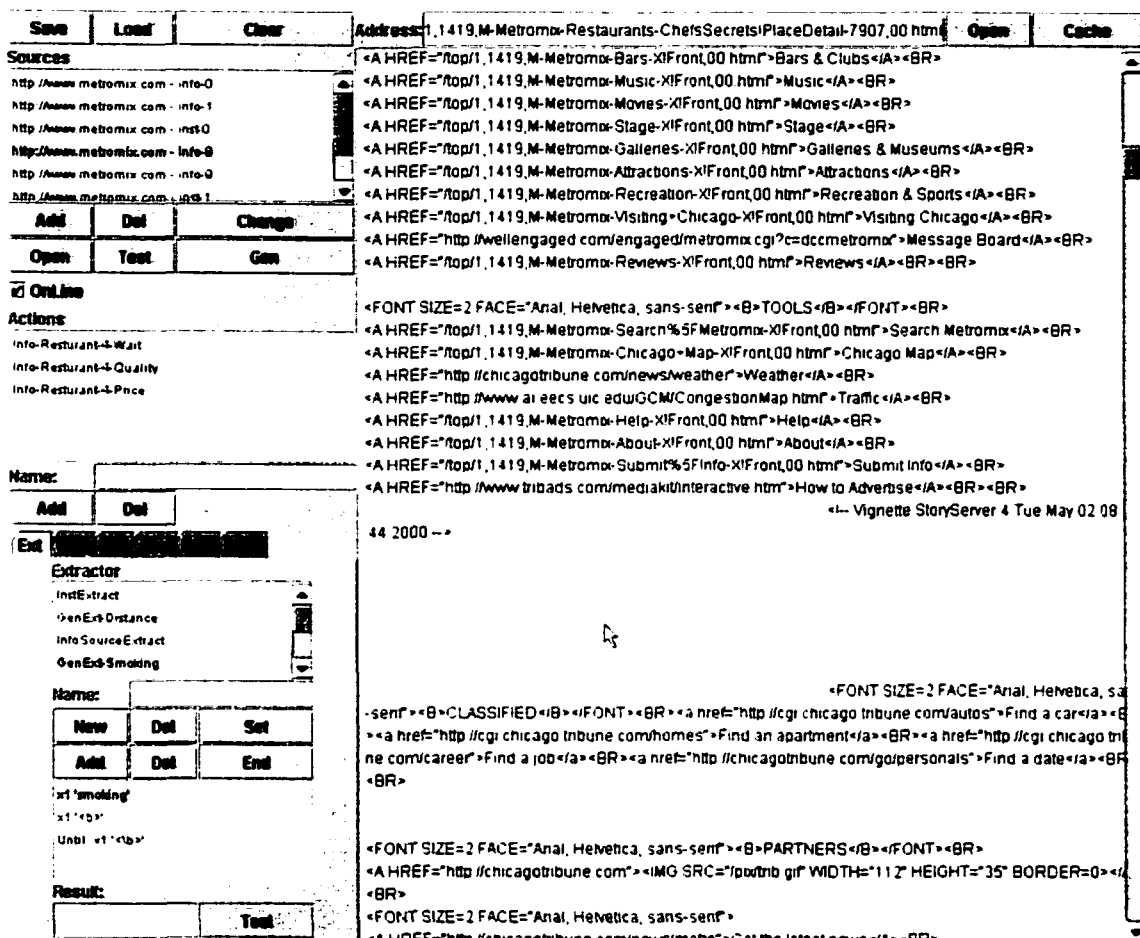 Save Load Clear Address: 1,1419,M-Metromix-Restaurants-ChefsSecrets!PlaceDetail-7907,00 html Open Cache
Sources
http //www metromix com - info-0
http //www metromix com - info-1
http //www metromix com - inst-0
http://www.metromix.com - Info-0
http //www metromix com - info-0
http //www metromix com - inst-1
Add Del Change
Open Test Gen
OnLine
Actions
Info-Resturant-4-Wait
Info-Resturant-4-Quality
Info-Resturant-4-Price
Name:
Add Del
Ext
Extractor
InstExtract
GenExt-Distance
InfoSourceExtract
GenExt-Smoking
Name:
New Del Set
Add Del End
x1 'smoking'
x1 '<b>'
Until x1 '<\b>'
Result:
Test
<A HREF="/top/1,1419,M-Metromix-Bars-X!Front,00 html">Bars & Clubs</A><BR>
<A HREF="/top/1,1419,M-Metromix-Music-X!Front,00 html">Music</A><BR>
<A HREF="/top/1,1419,M-Metromix-Movies-X!Front,00 html">Movies</A><BR>
<A HREF="/top/1,1419,M-Metromix-Stage-X!Front,00 html">Stage</A><BR>
<A HREF="/top/1,1419,M-Metromix-Galleries-X!Front,00 html">Galleries & Museums</A><BR>
<A HREF="/top/1,1419,M-Metromix-Attractions-X!Front,00 html">Attractions</A><BR>
<A HREF="/top/1,1419,M-Metromix-Recreation-X!Front,00 html">Recreation & Sports</A><BR>
<A HREF="/top/1,1419,M-Metromix-Visiting+Chicago-X!Front,00 html">Visiting Chicago</A><BR>
<A HREF="http //wellengaged com/engaged/metromix cgi?c=dccmetromix">Message Board</A><BR>
<A HREF="/top/1,1419,M-Metromix-Reviews-X!Front,00 html">Reviews</A><BR><BR>
<FONT SIZE=2 FACE="Arial, Helvetica, sans-serif"><B>TOOLS</B></FONT><BR>
<A HREF="/top/1,1419,M-Metromix-Search%5FMetromix-X!Front,00 html">Search Metromix</A><BR>
<A HREF="/top/1,1419,M-Metromix-Chicago+Map-X!Front,00 html">Chicago Map</A><BR>
<A HREF="http //chicagotribune com/news/weather">Weather</A><BR>
<A HREF="http //www ai eecs uic edu/GCM/CongestionMap html">Traffic</A><BR>
<A HREF="/top/1,1419,M-Metromix-Help-X!Front,00 html">Help</A><BR>
<A HREF="/top/1,1419,M-Metromix-About-X!Front,00 html">About</A><BR>
<A HREF="/top/1,1419,M-Metromix-Submit%5FInfo-X!Front,00 html">Submit Info</A><BR>
<A HREF="http //www tribads com/mediakit/interactive htm">How to Advertise</A><BR><BR>
<!-- Vignette StoryServer 4 Tue May 02 08
44 2000 -->
<FONT SIZE=2 FACE="Arial, Helvetica, sa
-serif"><B>CLASSIFIED</B></FONT><BR><a href="http //cgi chicago tribune com/autos">Find a car</a><B
><a href="http //cgi chicago tribune com/homes">Find an apartment</a><BR><a href="http //cgi chicago trib
ne com/career">Find a job</a><BR><a href="http //chicagotribune com/go/personals">Find a date</a><BR
<BR>
<FONT SIZE=2 FACE="Arial, Helvetica, sans-serif"><B>PARTNERS</B></FONT><BR>
<A HREF="http //chicagotribune com"><IMG SRC="/pix/trib gif" WIDTH="112" HEIGHT="35" BORDER=0></
<BR>
<FONT SIZE=2 FACE="Arial, Helvetica, sans-serif">